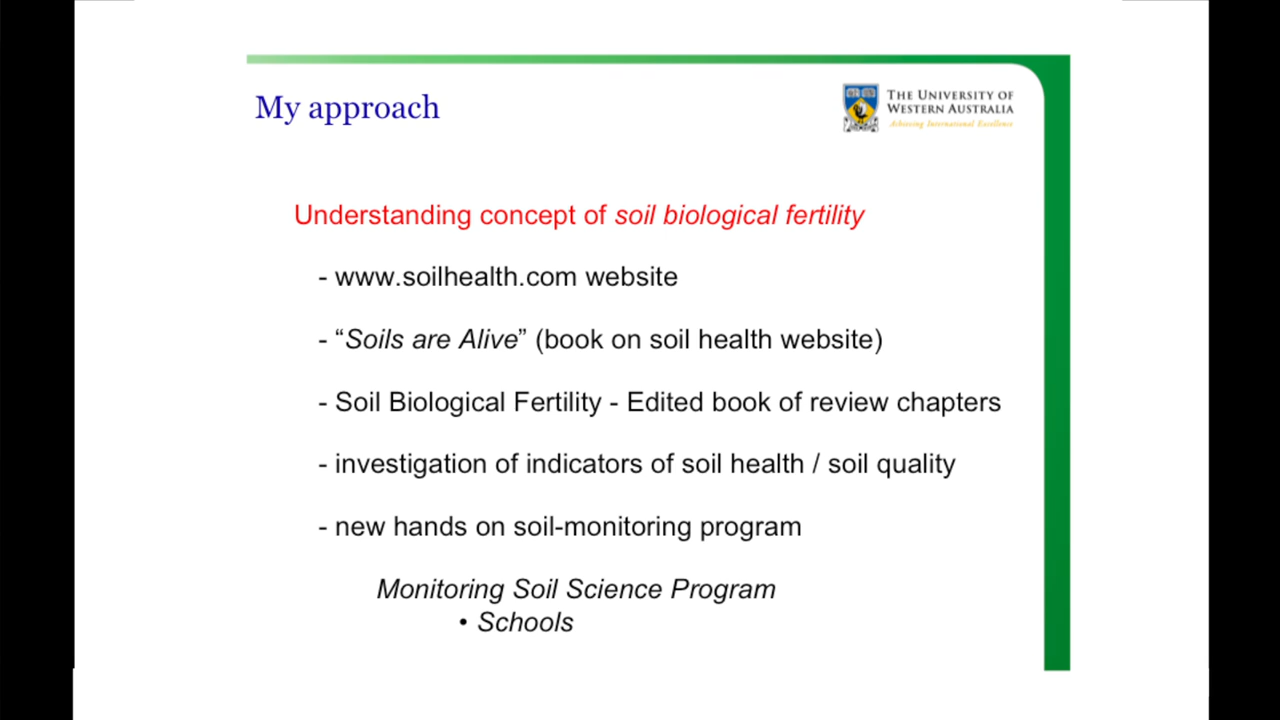 My approach
THE UNIVERSITY OF
WESTERN AUSTRALIA
Achieving International Excellence
Understanding concept of soil biological fertility
- www.soilhealth.com website
- “Soils are Alive” (book on soil health website)
- Soil Biological Fertility - Edited book of review chapters
- investigation of indicators of soil health / soil quality
- new hands on soil-monitoring program
Monitoring Soil Science Program
• Schools